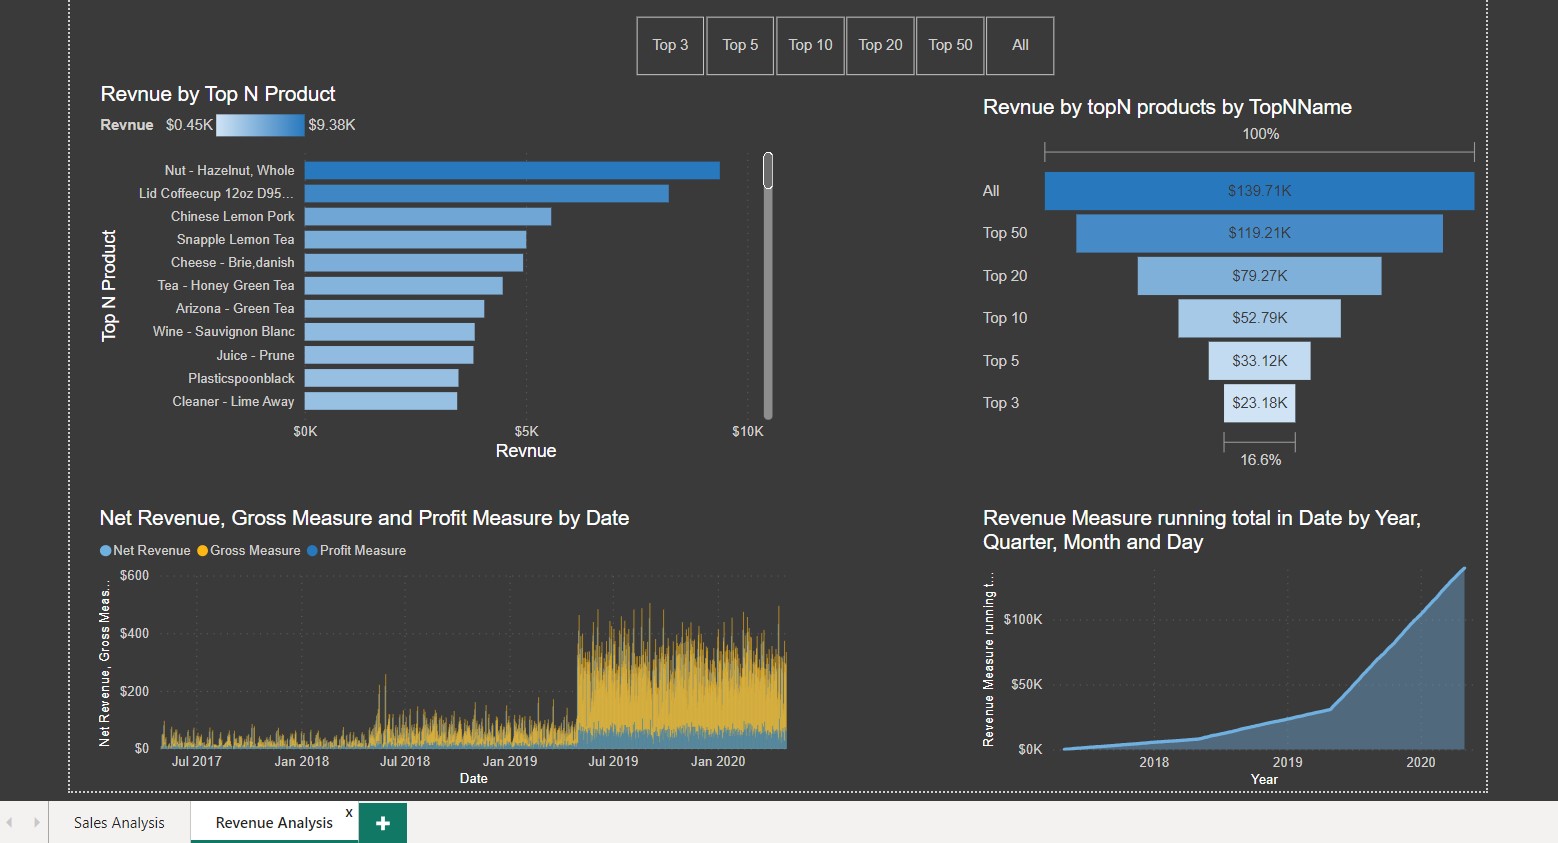 Top 3 Top 5 Top 10 Top 20 Top 50 All
Revnue by Top N Product
Revnue $0.45K $9.38K
Top N Product
Nut - Hazelnut, Whole
Lid Coffeecup 12oz D95...
Chinese Lemon Pork
Snapple Lemon Tea
Cheese - Brie,danish
Tea - Honey Green Tea
Arizona - Green Tea
Wine - Sauvignon Blanc
Juice - Prune
Plasticspoonblack
Cleaner - Lime Away
$0K $5K $10K
Revnue
Revnue by topN products by TopNName
100%
All $139.71K
Top 50 $119.21K
Top 20 $79.27K
Top 10 $52.79K
Top 5 $33.12K
Top 3 $23.18K
16.6%
Net Revenue, Gross Measure and Profit Measure by Date
Net Revenue Gross Measure Profit Measure
Net Revenue, Gross Meas...
$600
$400
$200
$0
Jul 2017 Jan 2018 Jul 2018 Jan 2019 Jul 2019 Jan 2020
Date
Revenue Measure running total in Date by Year,
Quarter, Month and Day
Revenue Measure running t...
$100K
$50K
$0K
2018 2019 2020
Year
Sales Analysis Revenue Analysis x +